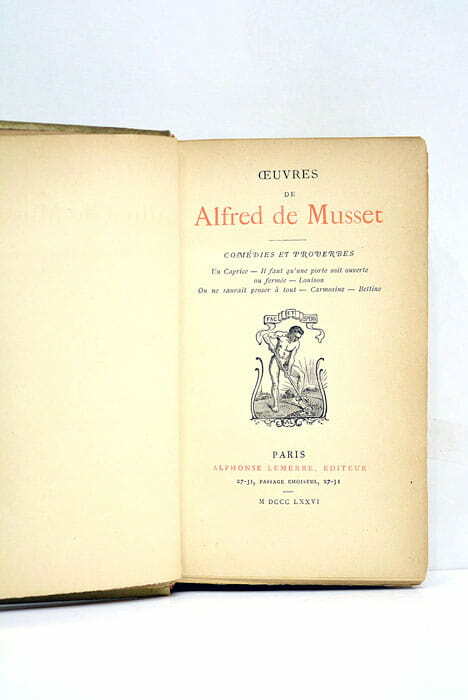 ŒUVRES
DE
Alfred de Musset
COMÉDIES ET PROVERBES
Un Caprice — Il faut qu'une porte soit ouverte
ou fermée — Louison
On ne saurait penser à tout — Carmosine — Bettine
FAC ET SPERA
AL
PARIS
ALPHONSE LEMERRE, ÉDITEUR
27-31, PASSAGE CHOISEUL, 27-31
M DCCC LXXVI